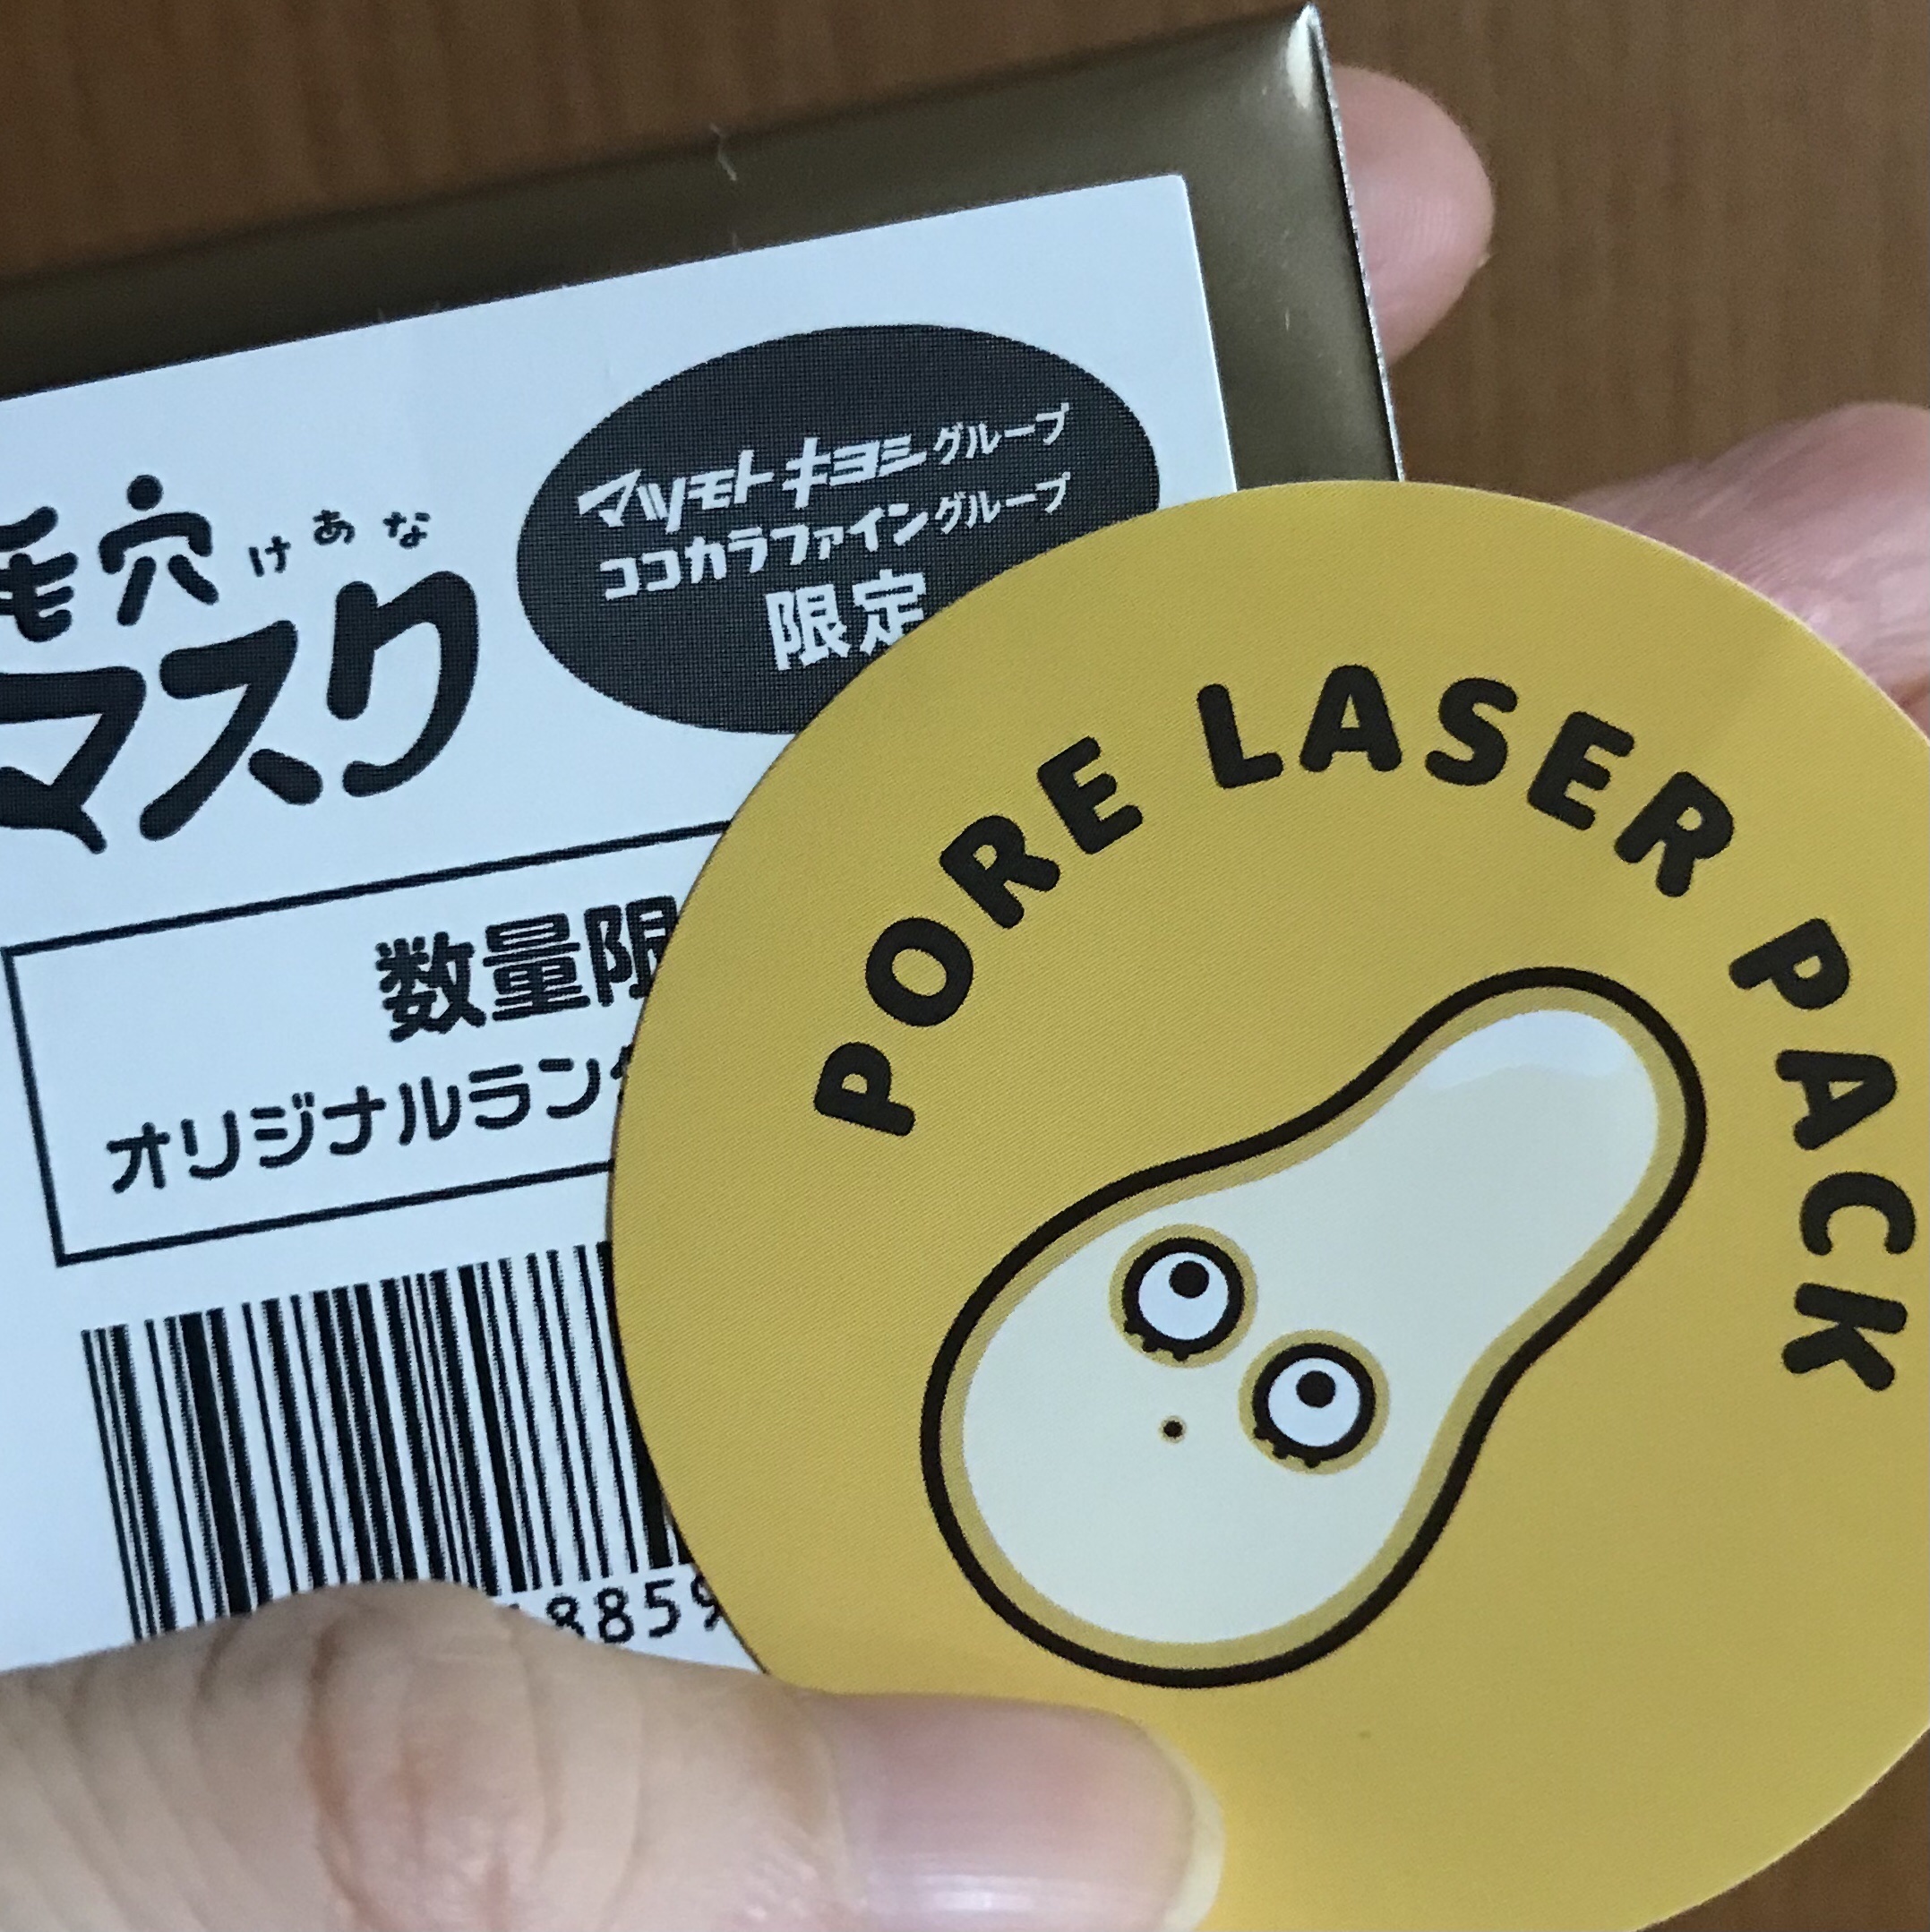 毛穴
けあな
マスク
マツモトキヨシグループ
ココカラファイングループ
限定
数量限
オリジナルラン
8859
PORE LASER PACK